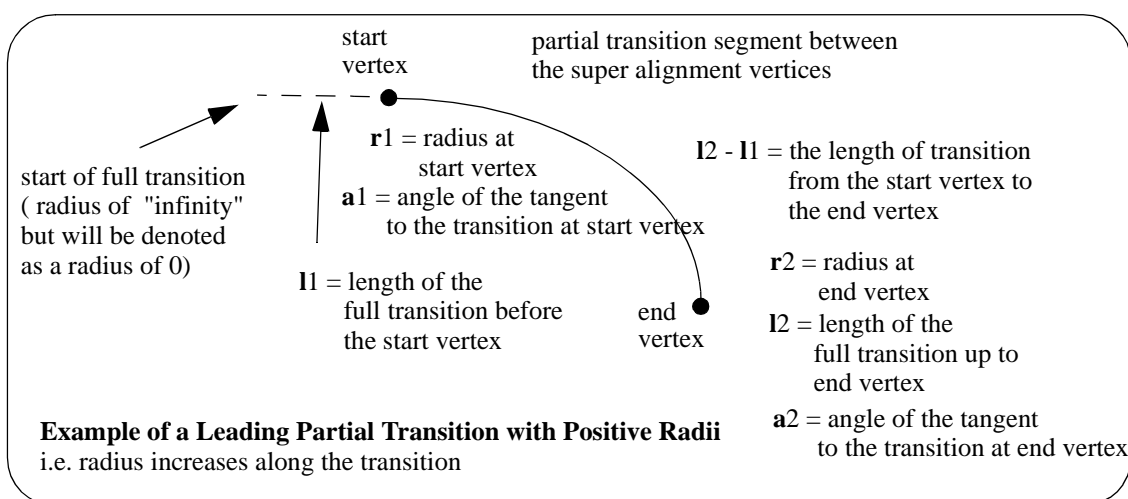 start
vertex
partial transition segment between
the super alignment vertices
r1 = radius at
start vertex
a1 = angle of the tangent
to the transition at start vertex
l2 - l1 = the length of transition
from the start vertex to
the end vertex
start of full transition
( radius of "infinity"
but will be denoted
as a radius of 0)
l1 = length of the
full transition before
the start vertex
end
vertex
r2 = radius at
end vertex
l2 = length of the
full transition up to
end vertex
a2 = angle of the tangent
to the transition at end vertex
Example of a Leading Partial Transition with Positive Radii
i.e. radius increases along the transition